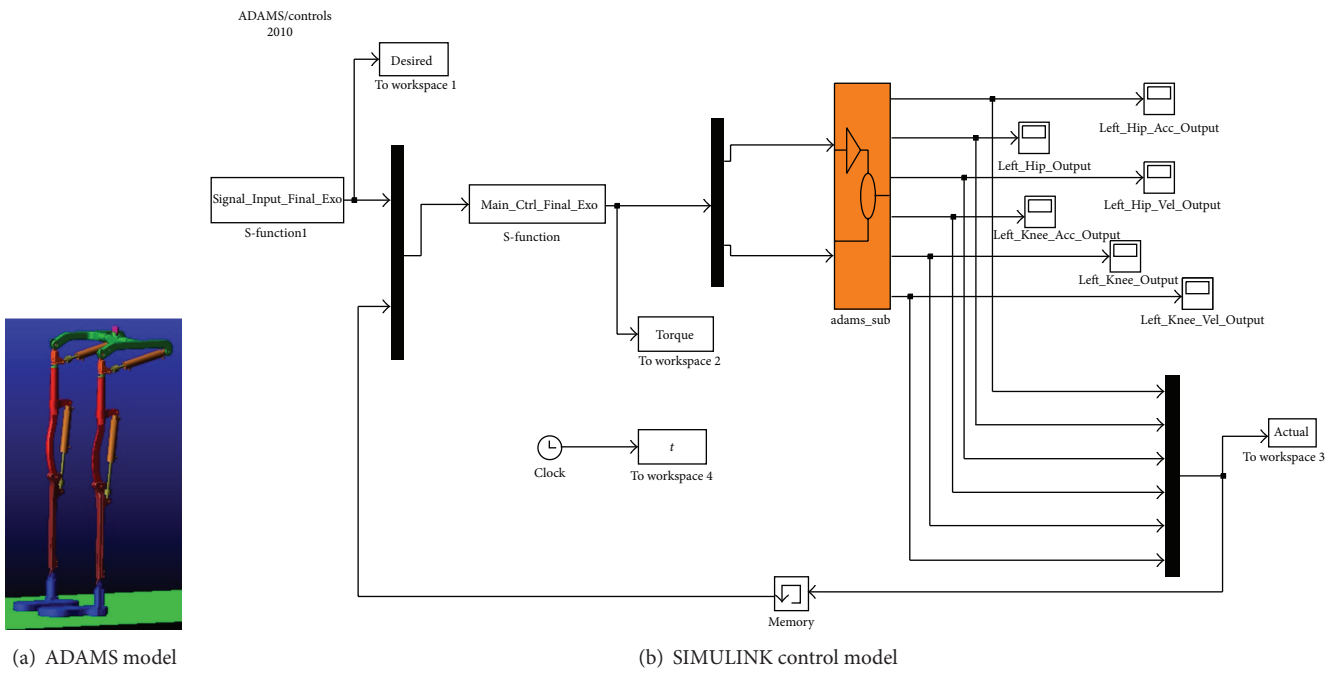 ADAMS/controls
2010
Desired
To workspace 1
Signal_Input_Final_Exo
S-function1
Main_Ctrl_Final_Exo
S-function
Torque
To workspace 2
Clock
t
To workspace 4
adams_sub
Left_Hip_Acc_Output
Left_Hip_Output
Left_Hip_Vel_Output
Left_Knee_Acc_Output
Left_Knee_Output
Left_Knee_Vel_Output
Actual
To workspace 3
Memory
(a) ADAMS model
(b) SIMULINK control model